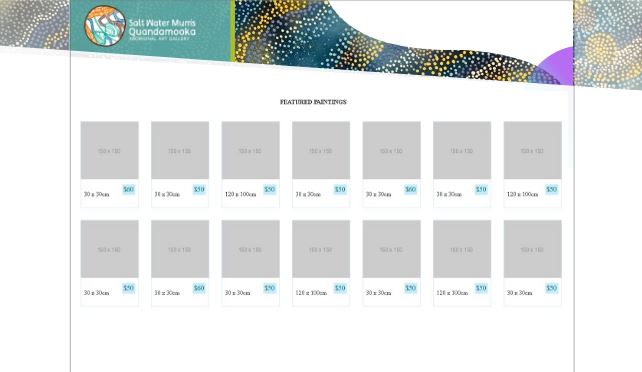 Salt Water Murris
Quandamooka
ABORIGINAL ART GALLERY
FEATURED PAINTINGS
150 x 150 150 x 150 150 x 150 150 x 150 150 x 150 150 x 150 150 x 150
30 x 30cm $60 30 x 30cm $50 120 x 100cm $50 30 x 30cm $50 30 x 30cm $60 30 x 30cm $50 120 x 100cm $50
150 x 150 150 x 150 150 x 150 150 x 150 150 x 150 150 x 150 150 x 150
30 x 30cm $50 30 x 30cm $60 30 x 30cm $50 120 x 100cm $50 30 x 30cm $50 120 x 100cm $50 30 x 30cm $50